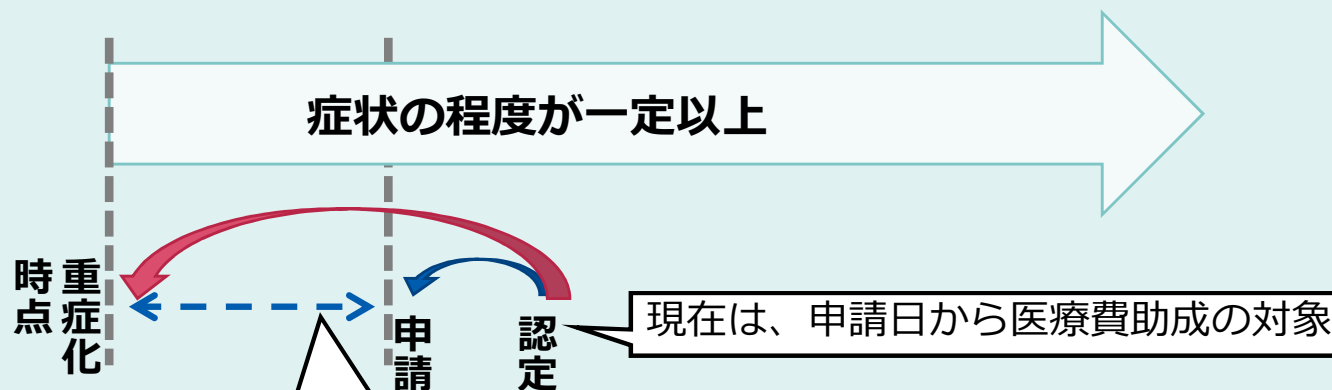 症状の程度が一定以上
重症化
時点
申請
認定
現在は、申請日から医療費助成の対象